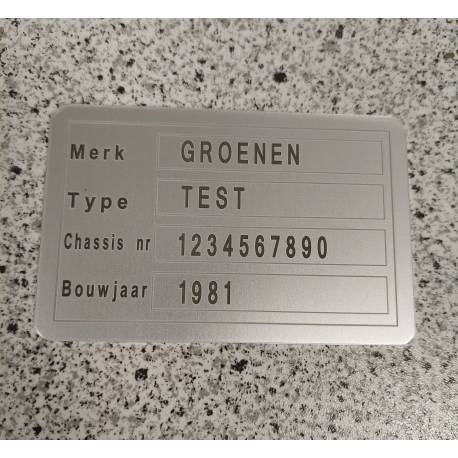 Merk GROENEN
Type TEST
Chassis nr 1234567890
Bouwjaar 1981